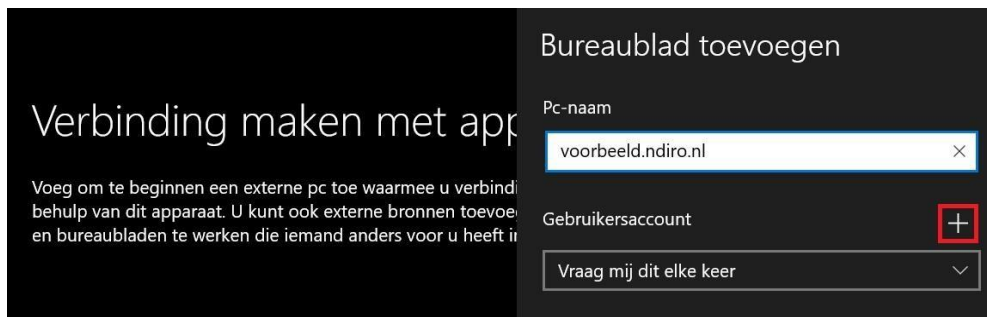 Verbinding maken met app
Voeg om te beginnen een externe pc toe waarmee u verbindi
behulp van dit apparaat. U kunt ook externe bronnen toevoeg
en bureaubladen te werken die iemand anders voor u heeft i
Bureaublad toevoegen
Pc-naam
voorbeeld.ndiro.nl
Gebruikersaccount
Vraag mij dit elke keer